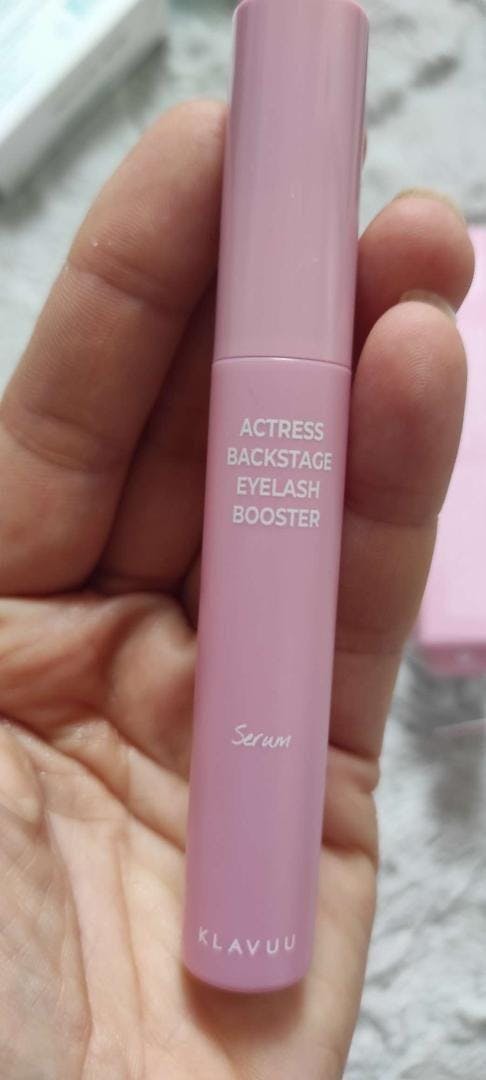 ACTRESS
BACKSTAGE
EYELASH
BOOSTER
Serum
KLAVUU